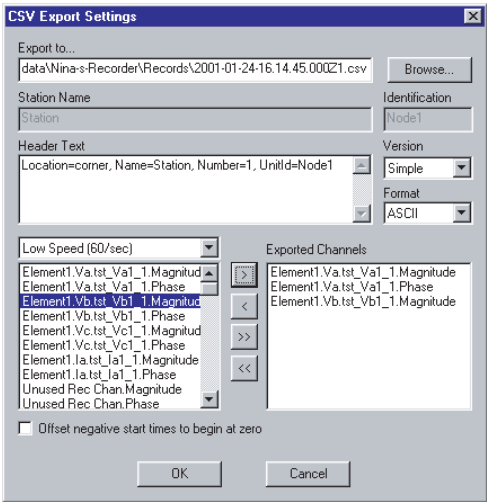 CSV Export Settings
Export to...
data\Nina-s-Recorder\Records\2001-01-24-16.14.45.000Z1.csv
Browse...
Station Name
Identification
Station
Node1
Header Text
Version
Location=corner, Name=Station, Number=1, UnitId=Node1
Simple
Format
ASCII
Low Speed (60/sec)
Exported Channels
Element1.Va.tst_Va1_1.Magnitud
Element1.Va.tst_Va1_1.Phase
Element1.Vb.tst_Vb1_1.Magnitud
Element1.Vb.tst_Vb1_1.Phase
Element1.Vc.tst_Vc1_1.Magnitud
Element1.Vc.tst_Vc1_1.Phase
Element1.Ia.tst_Ia1_1.Magnitude
Element1.Ia.tst_Ia1_1.Phase
Unused Rec Chan.Magnitude
Unused Rec Chan.Phase
>
<
>>
<<
Element1.Va.tst_Va1_1.Magnitude
Element1.Va.tst_Va1_1.Phase
Element1.Vb.tst_Vb1_1.Magnitude
Offset negative start times to begin at zero
OK
Cancel